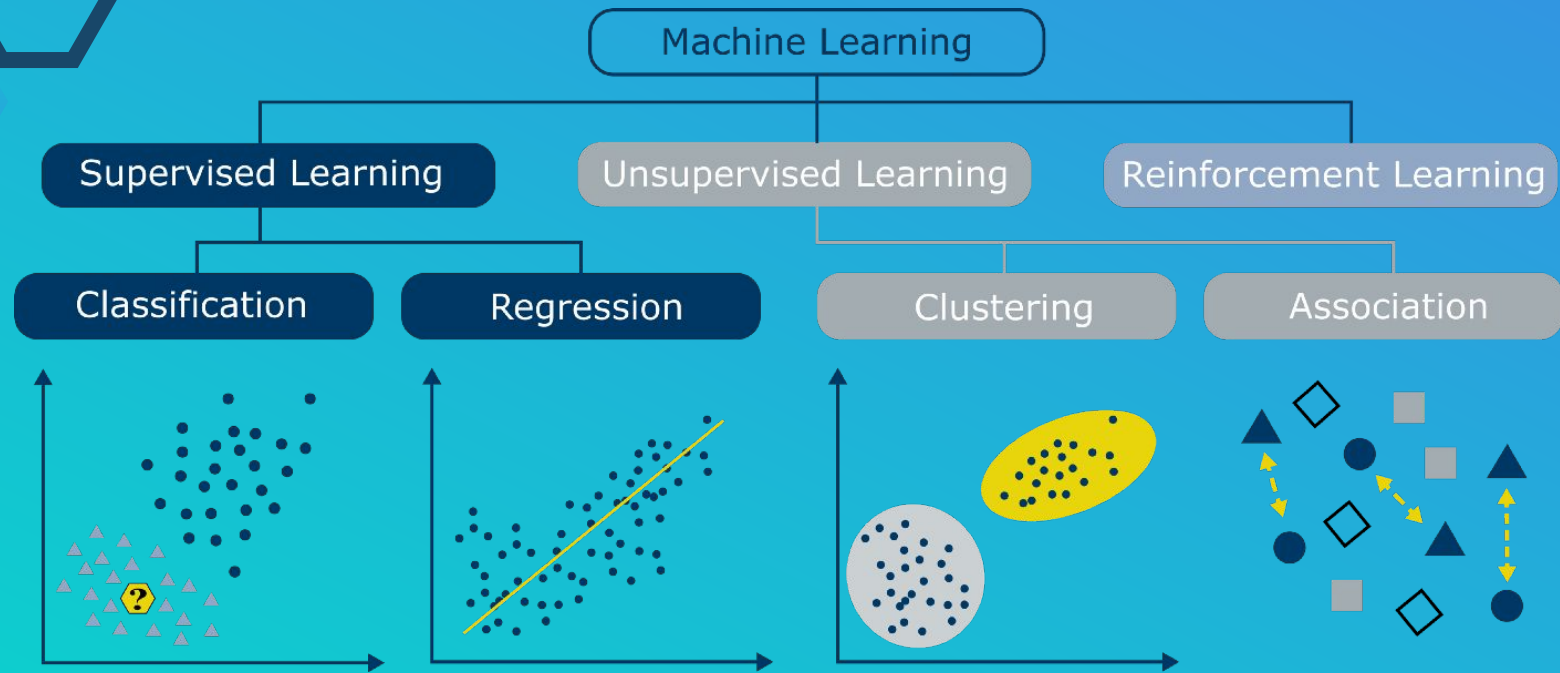 Machine Learning
Supervised Learning
Unsupervised Learning
Reinforcement Learning
Classification
Regression
Clustering
Association
?